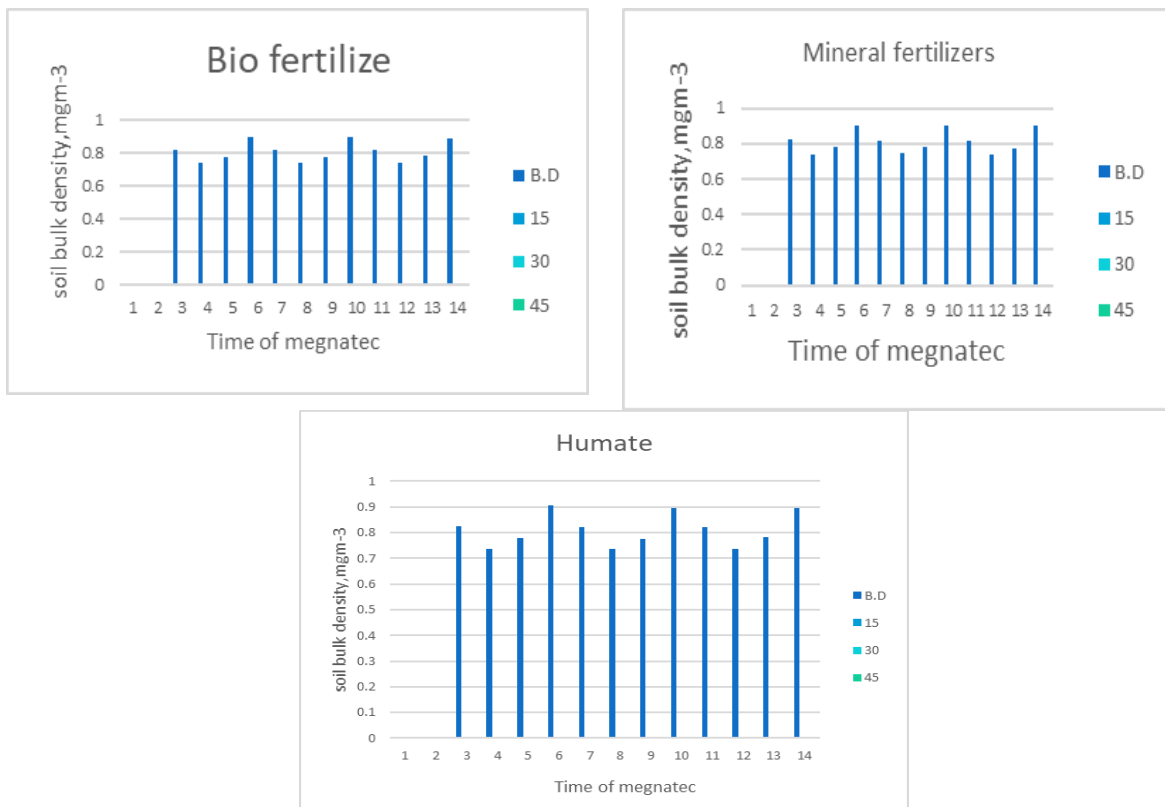 Bio fertilize
soil bulk density,mgm-3
1
0.8
0.6
0.4
0.2
0
1 2 3 4 5 6 7 8 9 10 11 12 13 14
Time of megnatec
B.D
15
30
45
Mineral fertilizers
soil bulk density,mgm-3
1
0.8
0.6
0.4
0.2
0
1 2 3 4 5 6 7 8 9 10 11 12 13 14
Time of megnatec
B.D
15
30
45
Humate
soil bulk density,mgm-3
1
0.9
0.8
0.7
0.6
0.5
0.4
0.3
0.2
0.1
0
1 2 3 4 5 6 7 8 9 10 11 12 13 14
Time of megnatec
B.D
15
30
45